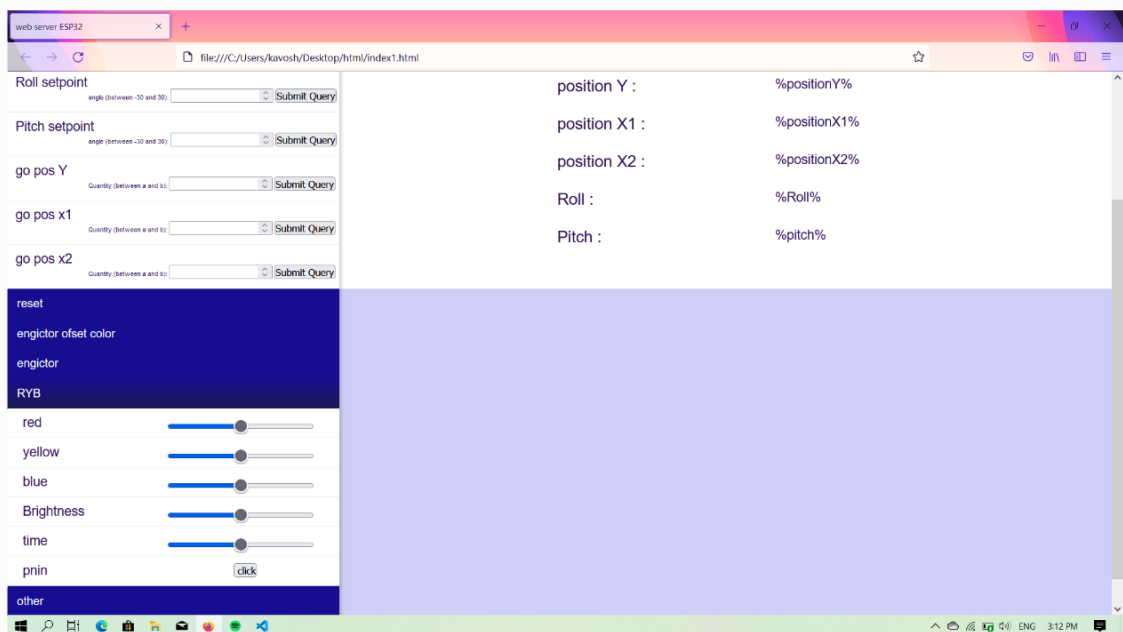 web server ESP32
file:///C:/Users/kavosh/Desktop/html/index1.html
Roll setpoint
angle (between -30 and 30): Submit Query
Pitch setpoint
angle (between -30 and 30): Submit Query
go pos Y
Quantity (between a and b): Submit Query
go pos x1
Quantity (between a and b): Submit Query
go pos x2
Quantity (between a and b): Submit Query
reset
engictor ofset color
engictor
RYB
red
yellow
blue
Brightness
time
pnin click
other
position Y : %positionY%
position X1 : %positionX1%
position X2 : %positionX2%
Roll : %Roll%
Pitch : %pitch%
ENG 3:12 PM